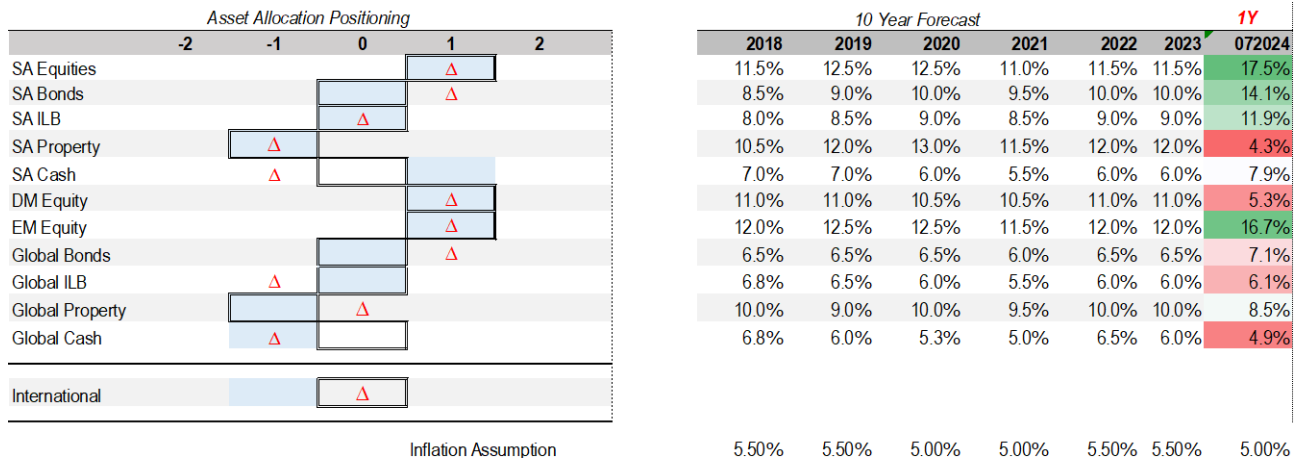 Asset Allocation Positioning 10 Year Forecast 1Y
-2 -1 0 1 2 2018 2019 2020 2021 2022 2023 072024
SA Equities Δ 11.5% 12.5% 12.5% 11.0% 11.5% 11.5% 17.5%
SA Bonds Δ 8.5% 9.0% 10.0% 9.5% 10.0% 10.0% 14.1%
SA ILB Δ 8.0% 8.5% 9.0% 8.5% 9.0% 9.0% 11.9%
SA Property Δ 10.5% 12.0% 13.0% 11.5% 12.0% 12.0% 4.3%
SA Cash Δ 7.0% 7.0% 6.0% 5.5% 6.0% 6.0% 7.9%
DM Equity Δ 11.0% 11.0% 10.5% 10.5% 11.0% 11.0% 5.3%
EM Equity Δ 12.0% 12.5% 12.5% 11.5% 12.0% 12.0% 16.7%
Global Bonds Δ 6.5% 6.5% 6.5% 6.0% 6.5% 6.5% 7.1%
Global ILB Δ 6.8% 6.5% 6.0% 5.5% 6.0% 6.0% 6.1%
Global Property Δ 10.0% 9.0% 10.0% 9.5% 10.0% 10.0% 8.5%
Global Cash Δ 6.8% 6.0% 5.3% 5.0% 6.5% 6.0% 4.9%
International Δ
Inflation Assumption 5.50% 5.50% 5.00% 5.00% 5.50% 5.50% 5.00%